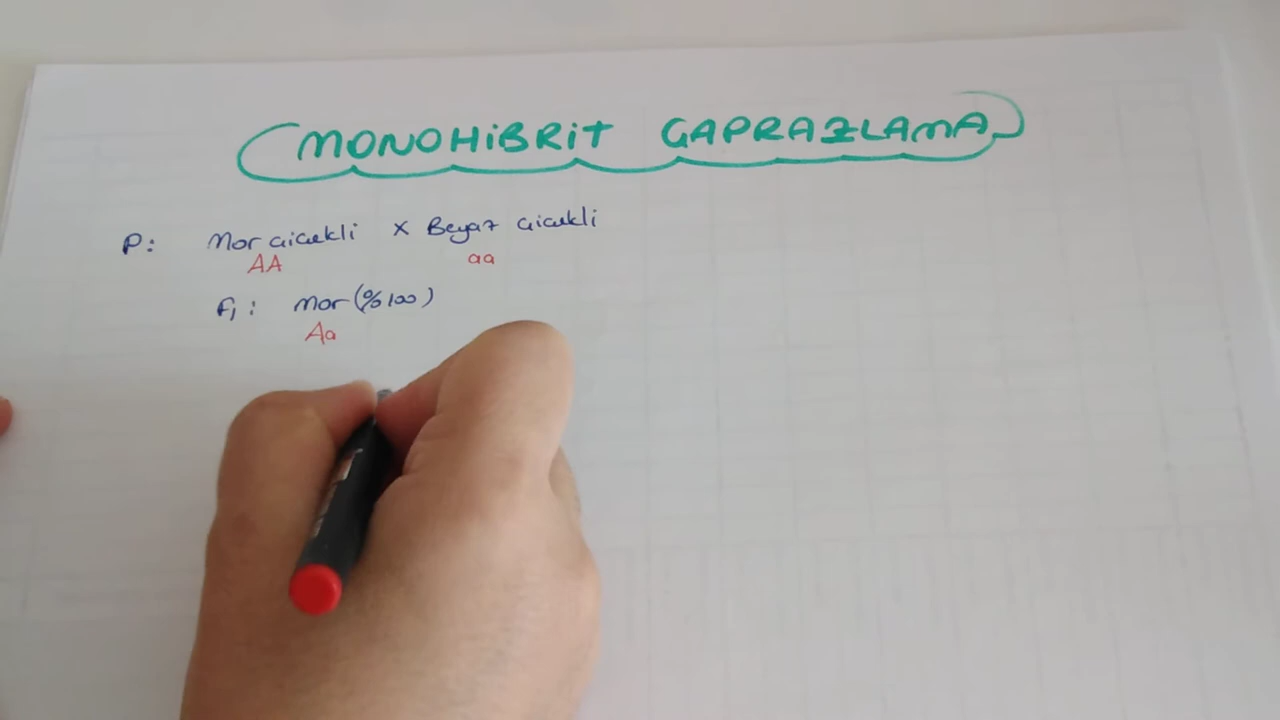 MONOHİBRİT ÇAPRAZLAMA
P: Mor çiçekli x Beyaz çiçekli
AA aa
F₁: Mor (%100)
Aa